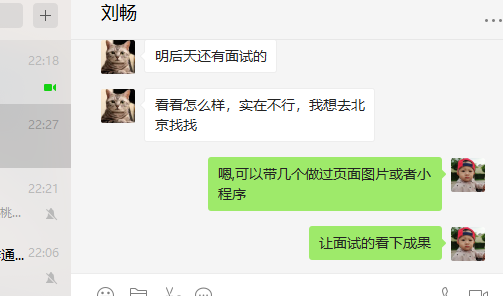 刘畅
22:18
明后天还有面试的
22:27
看看怎么样，实在不行，我想去北
京找找
嗯,可以带几个做过页面图片或者小
程序
22:21
桃...
让面试的看下成果
22:06
通...